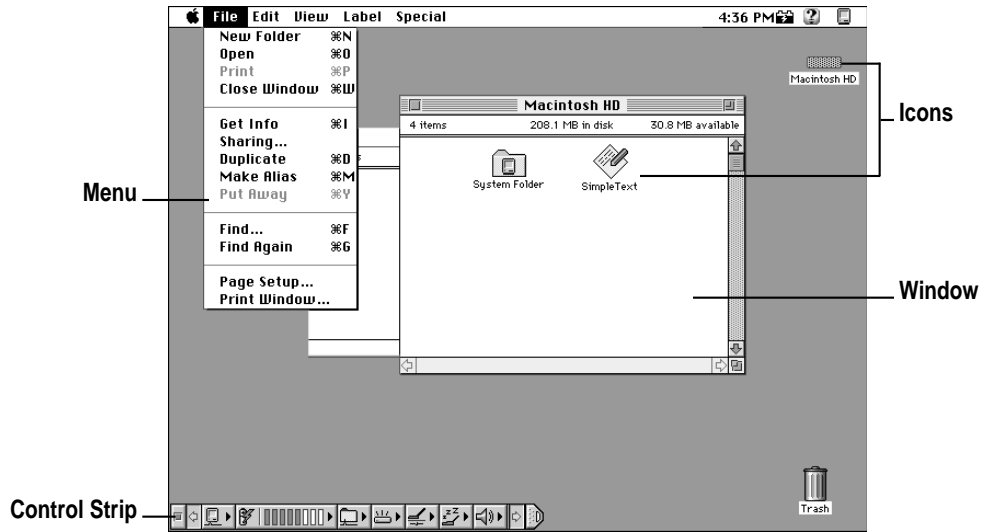 File Edit View Label Special 4:36 PM
New Folder ⌘N
Open ⌘O
Print ⌘P
Close Window ⌘W
Get Info ⌘I
Sharing...
Duplicate ⌘D
Make Alias ⌘M
Put Away ⌘Y
Find... ⌘F
Find Again ⌘G
Page Setup...
Print Window...
Macintosh HD
Macintosh HD
4 items 208.1 MB in disk 30.8 MB available
System Folder
SimpleText
Trash
Icons
Menu
Window
Control Strip